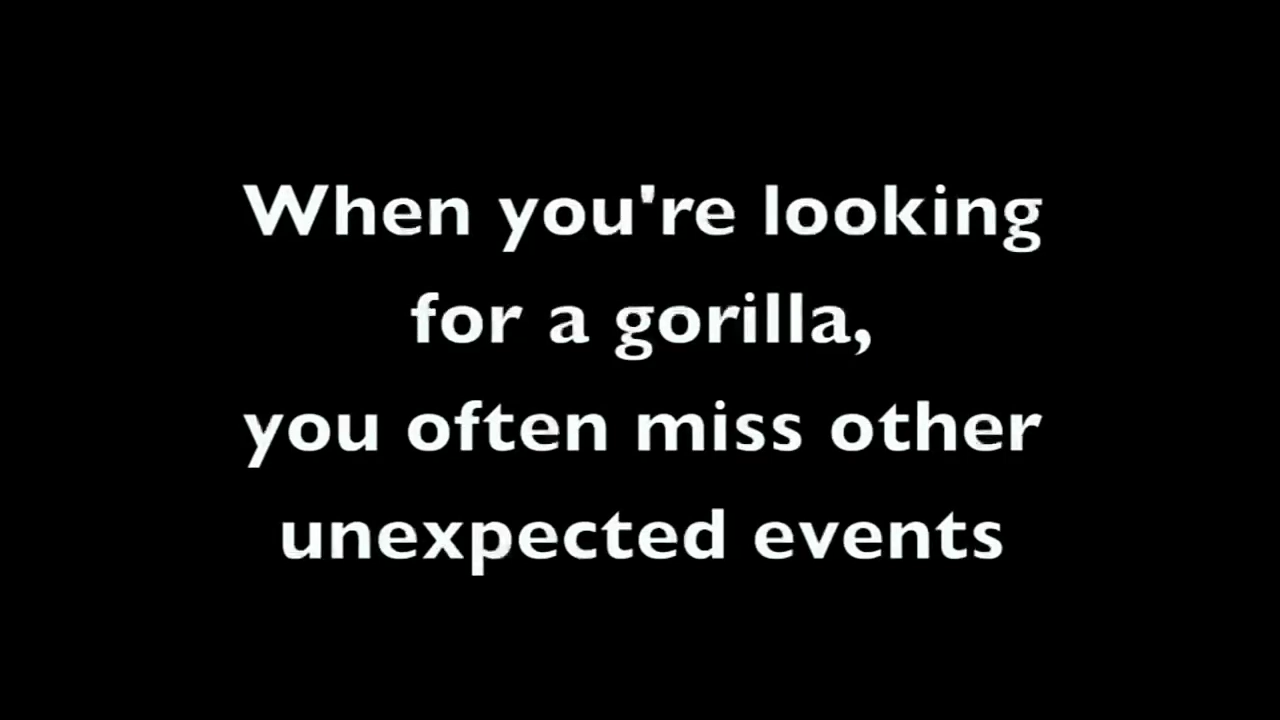 When you're looking
for a gorilla,
you often miss other
unexpected events